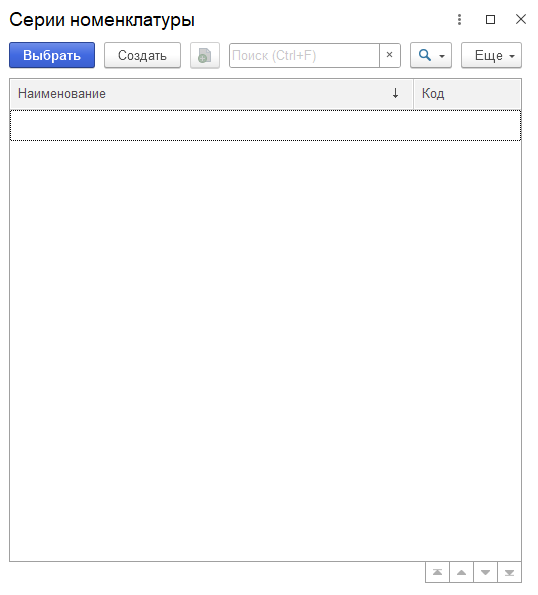 Серии номенклатуры
Выбрать Создать Поиск (Ctrl+F) × Еще
Наименование ↓ Код